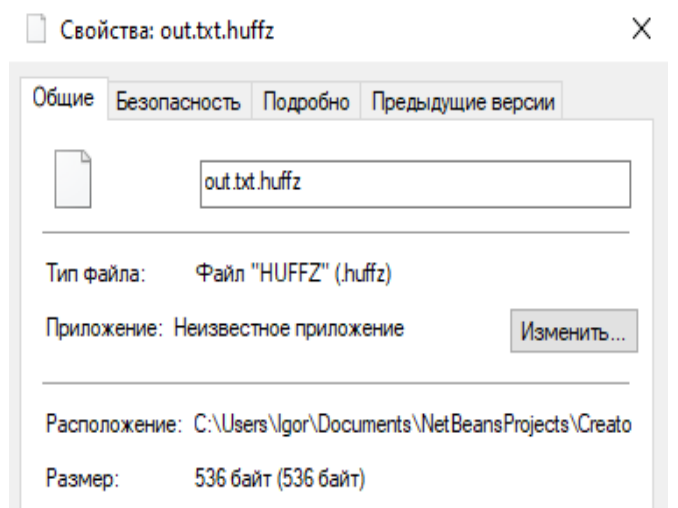 Свойства: out.txt.huffz
Общие Безопасность Подробно Предыдущие версии
out.txt.huffz
Тип файла: Файл "HUFFZ" (.huffz)
Приложение: Неизвестное приложение Изменить...
Расположение: C:\Users\Igor\Documents\NetBeansProjects\Creato
Размер: 536 байт (536 байт)